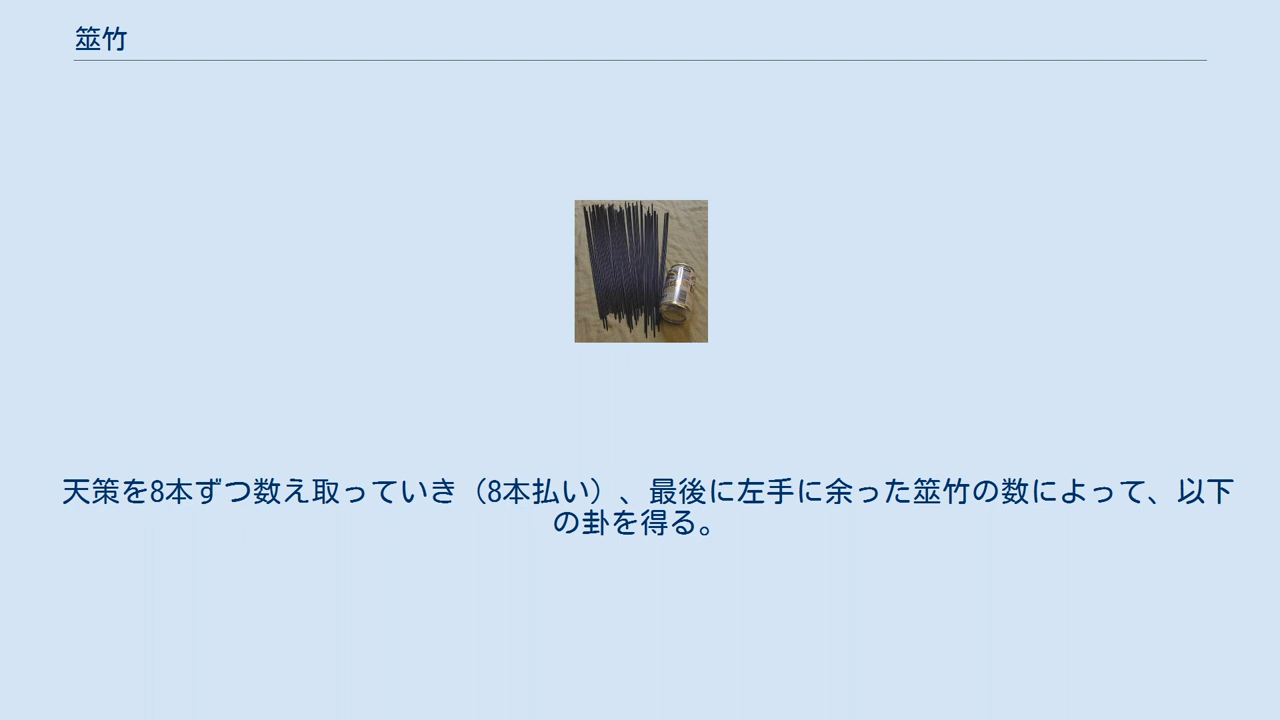 筮竹
天策を8本ずつ数え取っていき（8本払い）、最後に左手に余った筮竹の数によって、以下
の卦を得る。